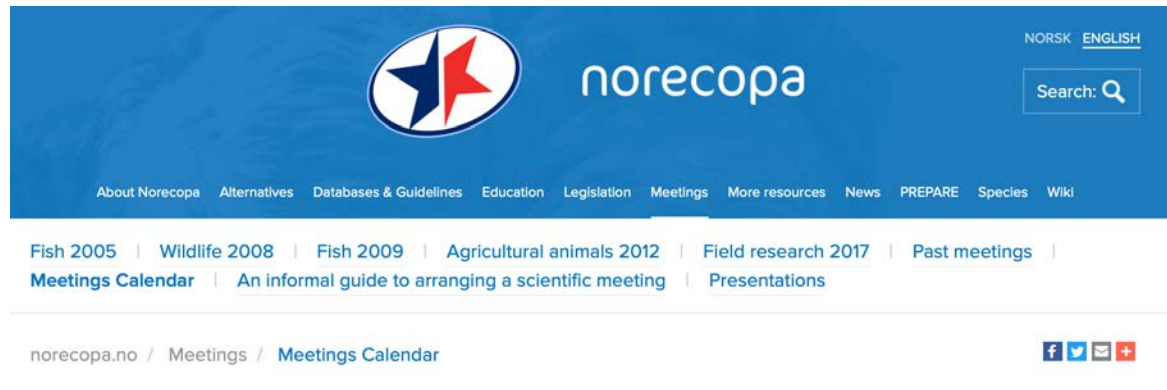 NORSK ENGLISH
norecopa
Search:
About Norecopa Alternatives Databases & Guidelines Education Legislation Meetings More resources News PREPARE Species Wiki
Fish 2005 | Wildlife 2008 | Fish 2009 | Agricultural animals 2012 | Field research 2017 | Past meetings |
Meetings Calendar | An informal guide to arranging a scientific meeting | Presentations
norecopa.no / Meetings / Meetings Calendar